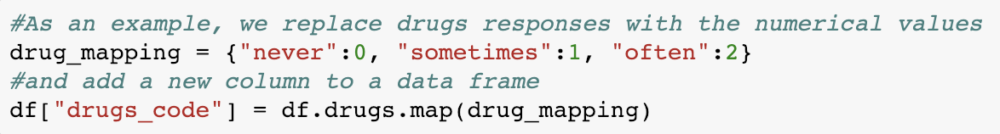 #As an example, we replace drugs responses with the numerical values
drug_mapping = {"never":0, "sometimes":1, "often":2}
#and add a new column to a data frame
df["drugs_code"] = df.drugs.map(drug_mapping)